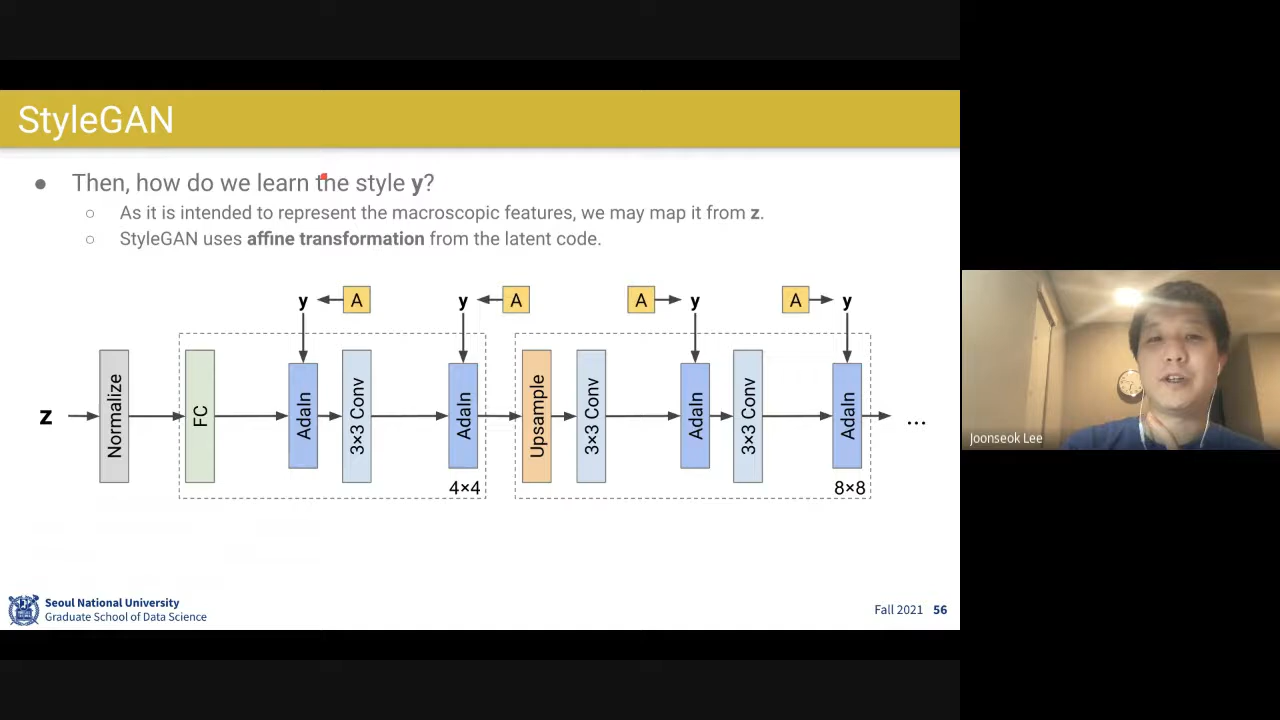 StyleGAN
● Then, how do we learn the style y?
○ As it is intended to represent the macroscopic features, we may map it from z.
○ StyleGAN uses affine transformation from the latent code.
y A y A A y A y
z Normalize FC AdaIn 3×3 Conv AdaIn Upsample 3×3 Conv AdaIn 3×3 Conv AdaIn ...
4×4 8×8
Joonseok Lee
Seoul National University
Graduate School of Data Science
Fall 2021 56